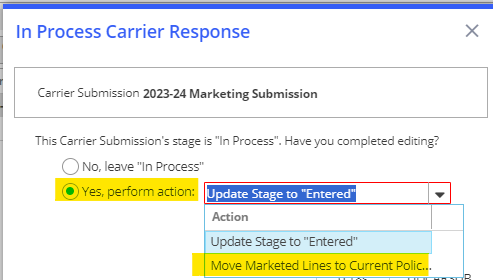 In Process Carrier Response
Carrier Submission 2023-24 Marketing Submission
This Carrier Submission's stage is "In Process". Have you completed editing?
No, leave "In Process"
Yes, perform action: Update Stage to "Entered"
Action
Update Stage to "Entered"
Move Marketed Lines to Current Polic...